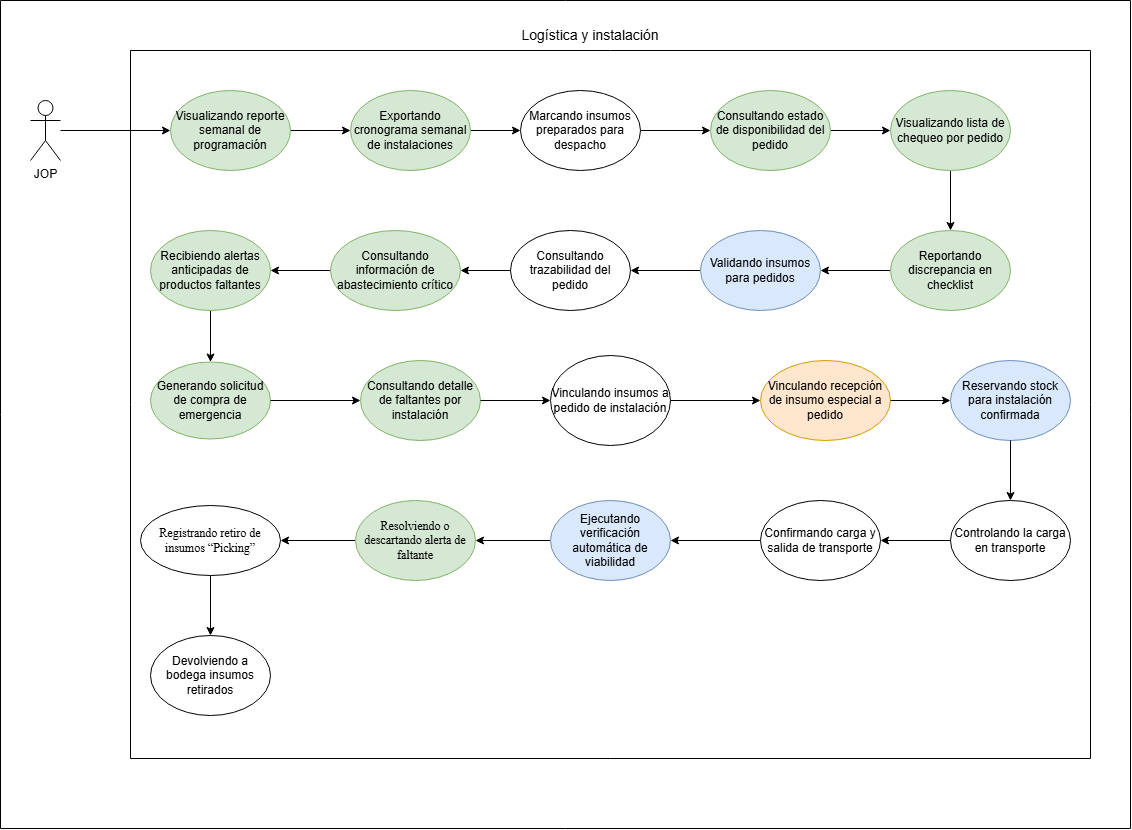 Logística y instalación
JOP
Visualizando reporte
semanal de
programación
Exportando
cronograma semanal
de instalaciones
Marcando insumos
preparados para
despacho
Consultando estado
de disponibilidad del
pedido
Visualizando lista de
chequeo por pedido
Reportando
discrepancia en
checklist
Validando insumos
para pedidos
Consultando
trazabilidad del
pedido
Consultando
información de
abastecimiento crítico
Recibiendo alertas
anticipadas de
productos faltantes
Generando solicitud
de compra de
emergencia
Consultando detalle
de faltantes por
instalación
Vinculando insumos a
pedido de instalación
Vinculando recepción
de insumo especial a
pedido
Reservando stock
para instalación
confirmada
Controlando la carga
en transporte
Confirmando carga y
salida de transporte
Ejecutando
verificación
automática de
viabilidad
Resolviendo o
descartando alerta de
faltante
Registrando retiro de
insumos “Picking”
Devolviendo a
bodega insumos
retirados